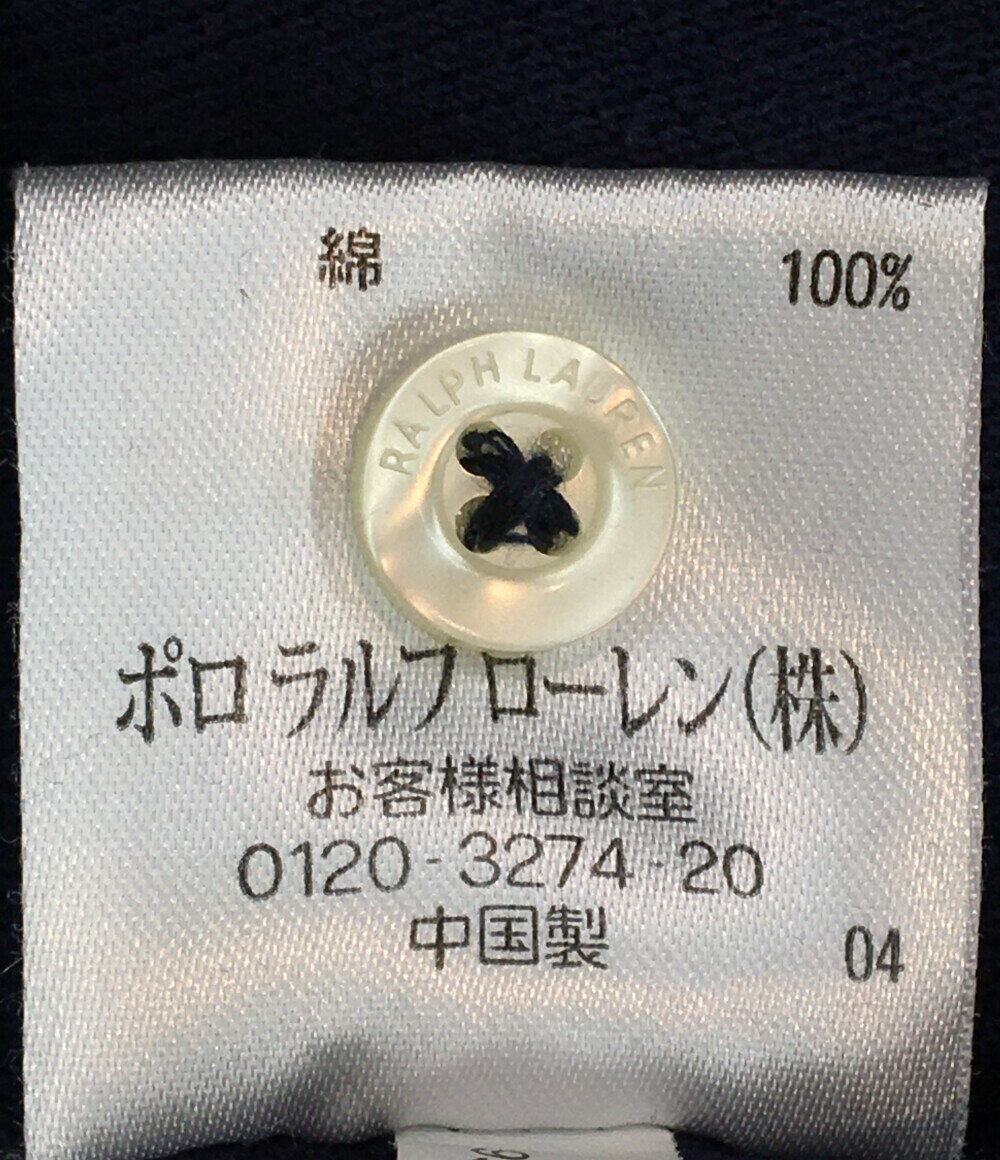 綿 100%
RALPH LAUREN
ポロ ラルフ ローレン(株)
お客様相談室
0120-3274-20
中国製 04